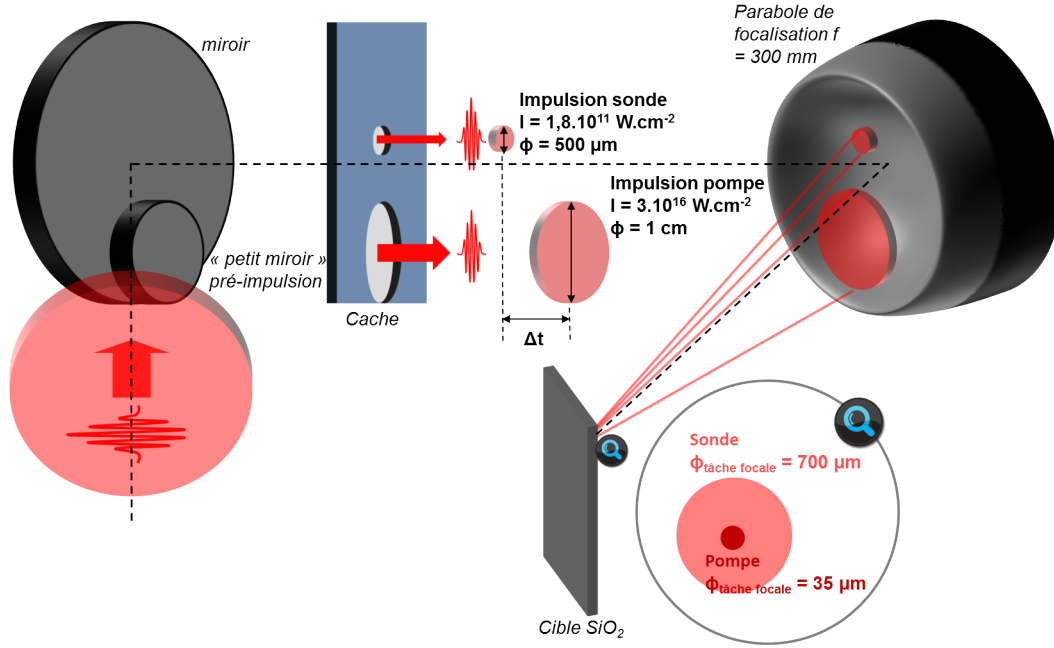 miroir
« petit miroir »
pré-impulsion
Cache
Impulsion sonde
I = 1,8.10¹¹ W.cm⁻²
ϕ = 500 µm
Impulsion pompe
I = 3.10¹⁶ W.cm⁻²
ϕ = 1 cm
Δt
Parabole de
focalisation f
= 300 mm
Sonde
ϕtâche focale = 700 µm
Pompe
ϕtâche focale = 35 µm
Cible SiO₂